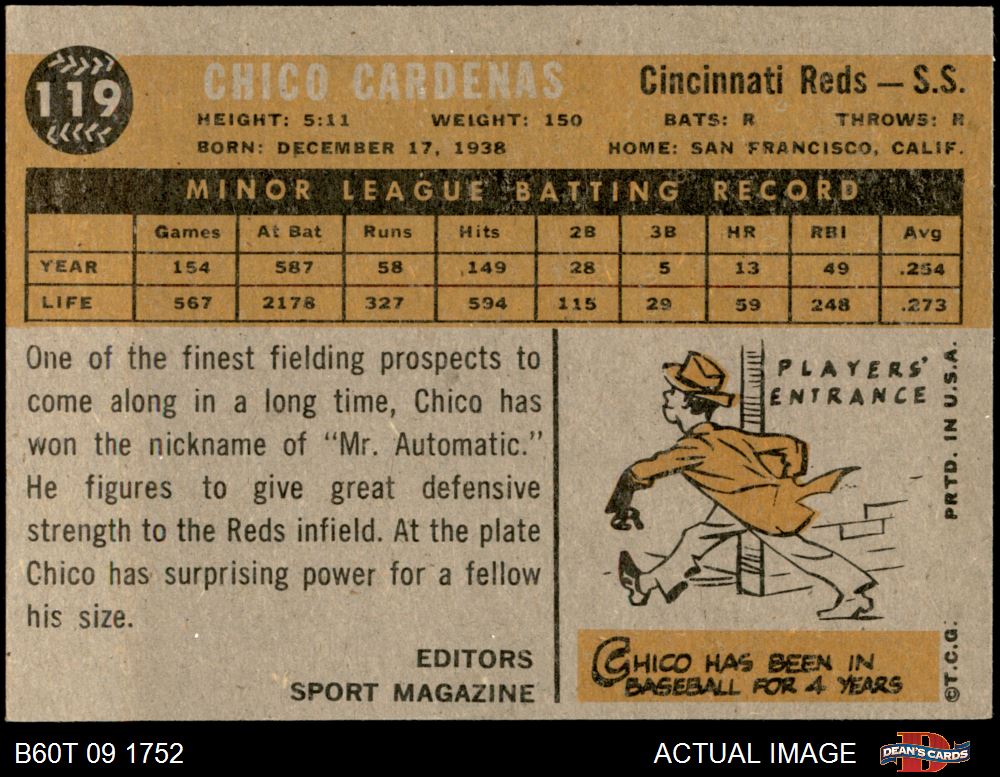 119
CHICO CARDENAS
Cincinnati Reds — S.S.
HEIGHT: 5:11 WEIGHT: 150 BATS: R THROWS: R
BORN: DECEMBER 17, 1938 HOME: SAN FRANCISCO, CALIF.
MINOR LEAGUE BATTING RECORD
Games At Bat Runs Hits 2B 3B HR RBI Avg
YEAR 154 587 58 149 28 5 13 49 .254
LIFE 567 2178 327 594 115 29 59 248 .273
One of the finest fielding prospects to
come along in a long time, Chico has
won the nickname of "Mr. Automatic."
He figures to give great defensive
strength to the Reds infield. At the plate
Chico has surprising power for a fellow
his size.
EDITORS
SPORT MAGAZINE
PLAYERS'
ENTRANCE
CHICO HAS BEEN IN
BASEBALL FOR 4 YEARS
©T.C.G. PRTD. IN U.S.A.
B60T 09 1752
ACTUAL IMAGE
DEAN'S CARDS